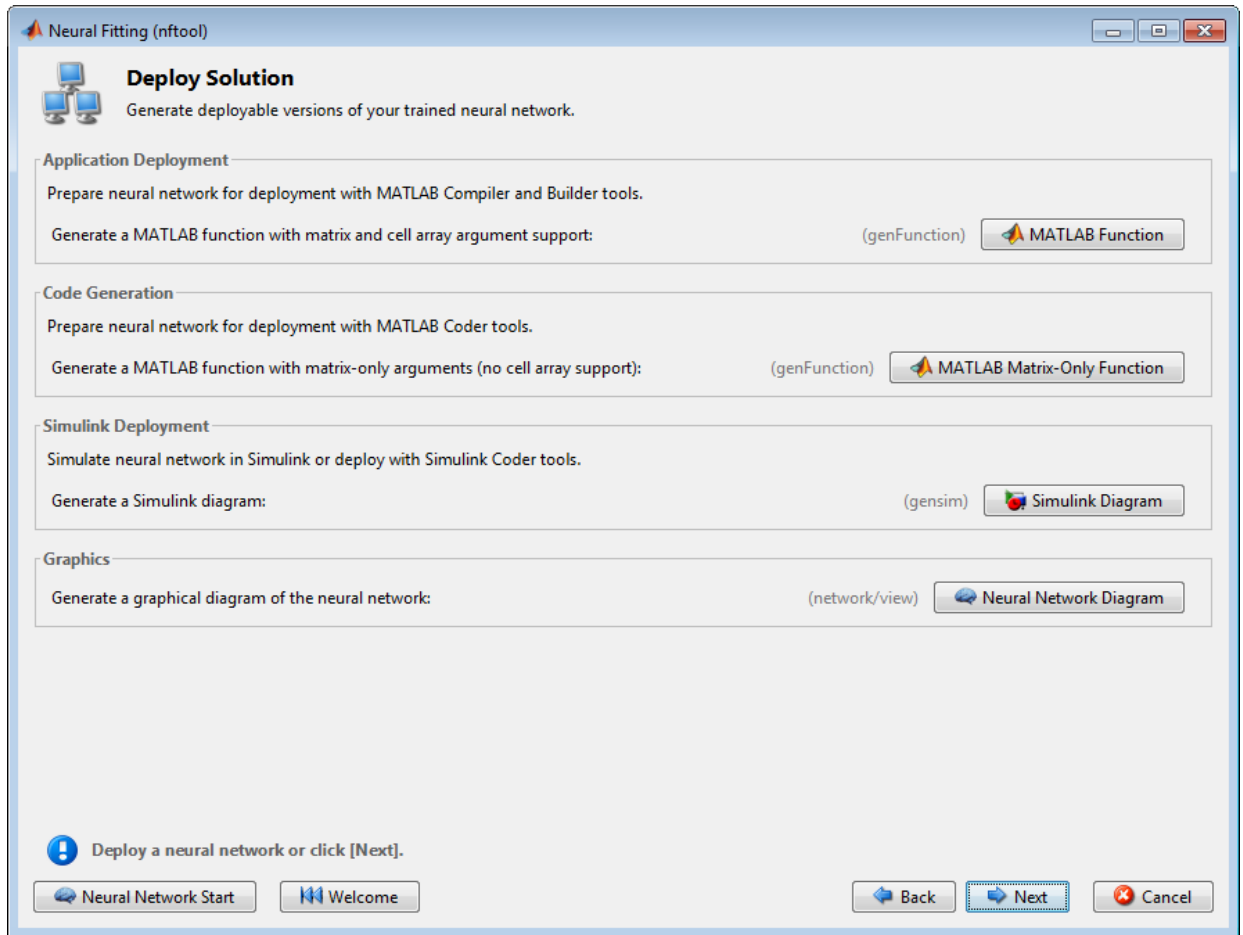 Neural Fitting (nftool)
Deploy Solution
Generate deployable versions of your trained neural network.
Application Deployment
Prepare neural network for deployment with MATLAB Compiler and Builder tools.
Generate a MATLAB function with matrix and cell array argument support: (genFunction) MATLAB Function
Code Generation
Prepare neural network for deployment with MATLAB Coder tools.
Generate a MATLAB function with matrix-only arguments (no cell array support): (genFunction) MATLAB Matrix-Only Function
Simulink Deployment
Simulate neural network in Simulink or deploy with Simulink Coder tools.
Generate a Simulink diagram: (gensim) Simulink Diagram
Graphics
Generate a graphical diagram of the neural network: (network/view) Neural Network Diagram
Deploy a neural network or click [Next].
Neural Network Start Welcome Back Next Cancel